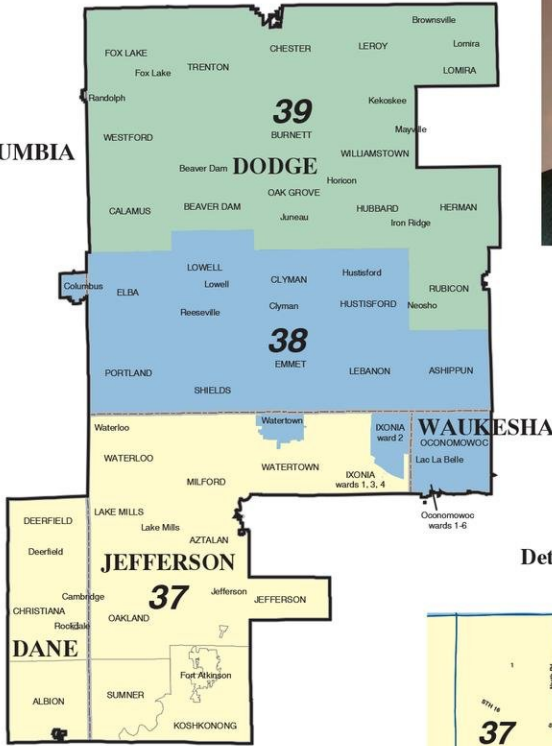 Brownsville
FOX LAKE
CHESTER
LEROY
Lomira
Fox Lake
TRENTON
LOMIRA
Randolph
Kekoskee
39
BURNETT
Mayville
WESTFORD
UMBIA
WILLIAMSTOWN
Beaver Dam
DODGE
Horicon
OAK GROVE
CALAMUS
BEAVER DAM
Juneau
HUBBARD
HERMAN
Iron Ridge
LOWELL
CLYMAN
Hustisford
Columbus
ELBA
Lowell
RUBICON
Reeseville
Clyman
HUSTISFORD
Neosho
38
EMMET
PORTLAND
LEBANON
ASHIPPUN
SHIELDS
Waterloo
Watertown
IXONIA
ward 2
WAUKESHA
OCONOMOWOC
WATERLOO
Lac La Belle
WATERTOWN
IXONIA
wards 1, 3, 4
MILFORD
Oconomowoc
wards 1-6
LAKE MILLS
DEERFIELD
Lake Mills
AZTALAN
Deerfield
JEFFERSON
Det
Cambridge
37
Jefferson
JEFFERSON
CHRISTIANA
OAKLAND
Rockdale
DANE
Fort Atkinson
ALBION
SUMNER
KOSHKONONG
1
8TH 16
37